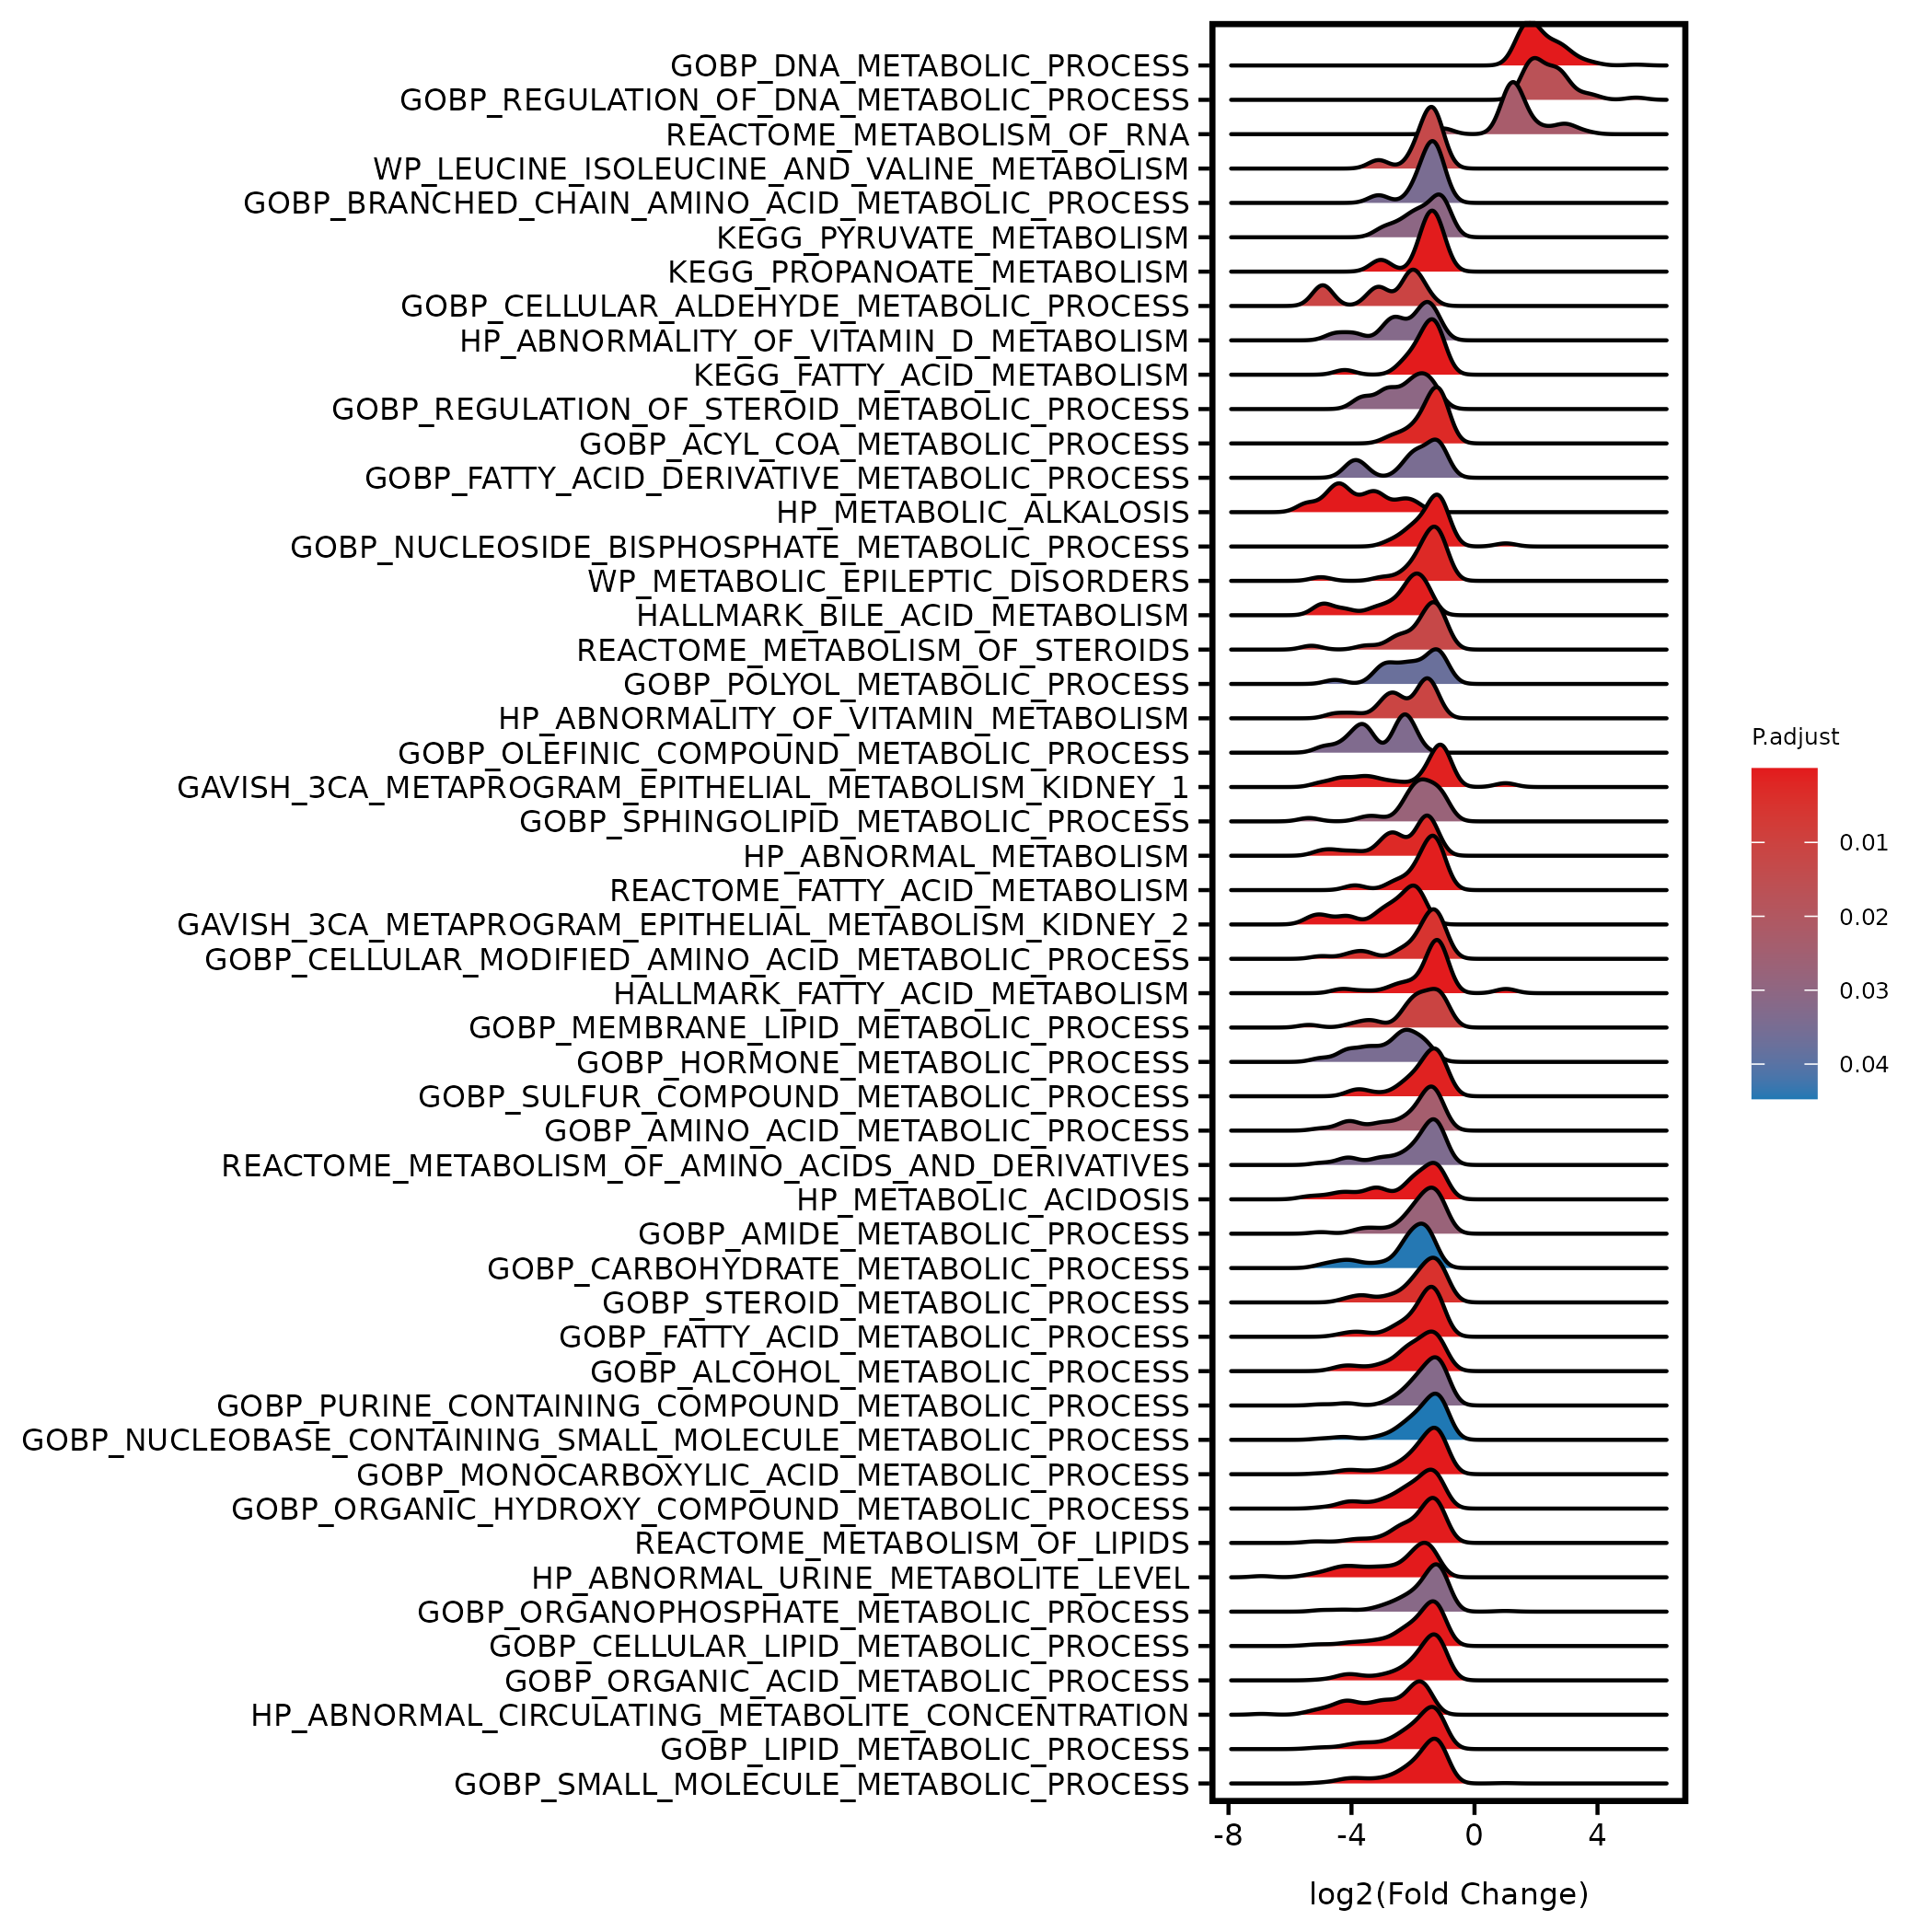 GOBP_DNA_METABOLIC_PROCESS
GOBP_REGULATION_OF_DNA_METABOLIC_PROCESS
REACTOME_METABOLISM_OF_RNA
WP_LEUCINE_ISOLEUCINE_AND_VALINE_METABOLISM
GOBP_BRANCHED_CHAIN_AMINO_ACID_METABOLIC_PROCESS
KEGG_PYRUVATE_METABOLISM
KEGG_PROPANOATE_METABOLISM
GOBP_CELLULAR_ALDEHYDE_METABOLIC_PROCESS
HP_ABNORMALITY_OF_VITAMIN_D_METABOLISM
KEGG_FATTY_ACID_METABOLISM
GOBP_REGULATION_OF_STEROID_METABOLIC_PROCESS
GOBP_ACYL_COA_METABOLIC_PROCESS
GOBP_FATTY_ACID_DERIVATIVE_METABOLIC_PROCESS
HP_METABOLIC_ALKALOSIS
GOBP_NUCLEOSIDE_BISPHOSPHATE_METABOLIC_PROCESS
WP_METABOLIC_EPILEPTIC_DISORDERS
HALLMARK_BILE_ACID_METABOLISM
REACTOME_METABOLISM_OF_STEROIDS
GOBP_POLYOL_METABOLIC_PROCESS
HP_ABNORMALITY_OF_VITAMIN_METABOLISM
GOBP_OLEFINIC_COMPOUND_METABOLIC_PROCESS
GAVISH_3CA_METAPROGRAM_EPITHELIAL_METABOLISM_KIDNEY_1
GOBP_SPHINGOLIPID_METABOLIC_PROCESS
HP_ABNORMAL_METABOLISM
REACTOME_FATTY_ACID_METABOLISM
GAVISH_3CA_METAPROGRAM_EPITHELIAL_METABOLISM_KIDNEY_2
GOBP_CELLULAR_MODIFIED_AMINO_ACID_METABOLIC_PROCESS
HALLMARK_FATTY_ACID_METABOLISM
GOBP_MEMBRANE_LIPID_METABOLIC_PROCESS
GOBP_HORMONE_METABOLIC_PROCESS
GOBP_SULFUR_COMPOUND_METABOLIC_PROCESS
GOBP_AMINO_ACID_METABOLIC_PROCESS
REACTOME_METABOLISM_OF_AMINO_ACIDS_AND_DERIVATIVES
HP_METABOLIC_ACIDOSIS
GOBP_AMIDE_METABOLIC_PROCESS
GOBP_CARBOHYDRATE_METABOLIC_PROCESS
GOBP_STEROID_METABOLIC_PROCESS
GOBP_FATTY_ACID_METABOLIC_PROCESS
GOBP_ALCOHOL_METABOLIC_PROCESS
GOBP_PURINE_CONTAINING_COMPOUND_METABOLIC_PROCESS
GOBP_NUCLEOBASE_CONTAINING_SMALL_MOLECULE_METABOLIC_PROCESS
GOBP_MONOCARBOXYLIC_ACID_METABOLIC_PROCESS
GOBP_ORGANIC_HYDROXY_COMPOUND_METABOLIC_PROCESS
REACTOME_METABOLISM_OF_LIPIDS
HP_ABNORMAL_URINE_METABOLITE_LEVEL
GOBP_ORGANOPHOSPHATE_METABOLIC_PROCESS
GOBP_CELLULAR_LIPID_METABOLIC_PROCESS
GOBP_ORGANIC_ACID_METABOLIC_PROCESS
HP_ABNORMAL_CIRCULATING_METABOLITE_CONCENTRATION
GOBP_LIPID_METABOLIC_PROCESS
GOBP_SMALL_MOLECULE_METABOLIC_PROCESS
-8 -4 0 4
log2(Fold Change)
P.adjust
0.01
0.02
0.03
0.04